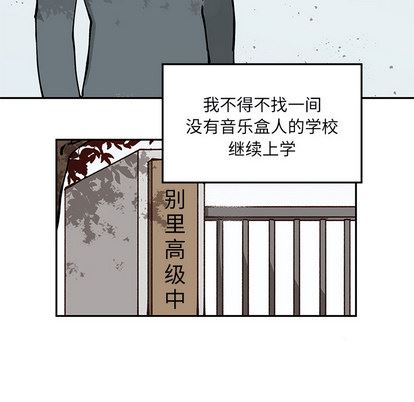 我不得不找一间
没有音乐盒人的学校
继续上学
别里高级中